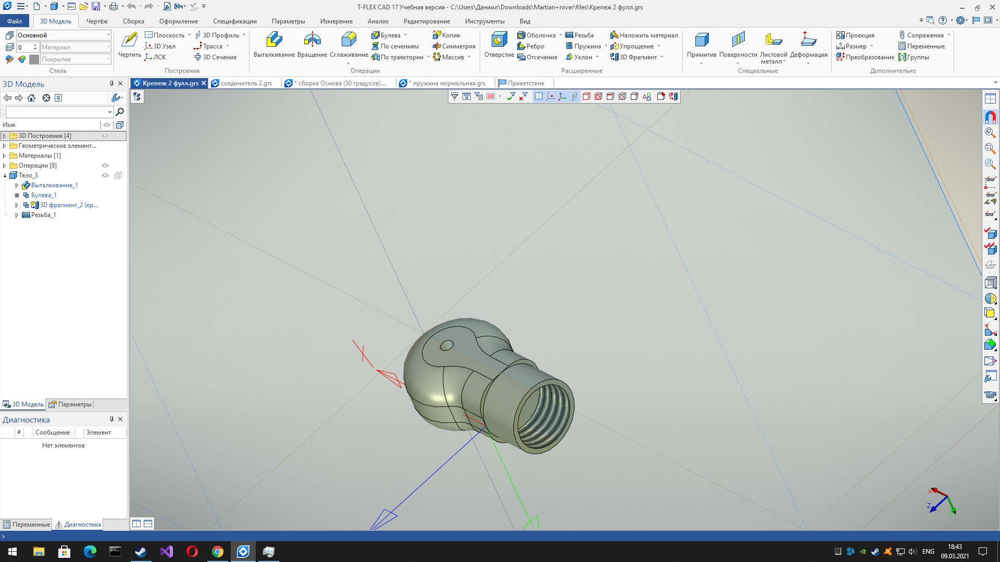 T-FLEX CAD 17 Учебная версия - C:\Users\Даниил\Downloads\Martian+rover\files\Крепеж 2 фулл.grs
Файл 3D Модель Чертёж Сборка Оформление Спецификации Параметры Измерение Анализ Редактирование Инструменты Вид
Основной
0 Материал
Покрытие
Стиль
Чертить
Плоскость 3D Профиль
3D Узел Трасса
ЛСК 3D Сечение
Построения
Выталкивание Вращение Сглаживание
Булева Копия
По сечениям Симметрия
По траектории Массив
Операции
Отверстие
Оболочка Резьба Наложить материал
Ребро Пружина Упрощение
Отсечение Уклон 3D Фрагмент
Расширенные
Примитив Поверхности Листовой металл Деформация
Специальные
Проекция Сопряжения
Размер Переменные
Преобразование Группы
Дополнительно
3D Модель
Крепеж 2 фулл.grs соединитель 2.grs * сборка Основа (50 градусов)... * пружина нормальная.grs Приветствие
Имя
3D Построения [4]
Геометрические элемент...
Материалы [1]
Операции [8]
Тело_3
Выталкивание_1
Булева_1
3D фрагмент_2 (кр...
Резьба_1
3D Модель Параметры
Диагностика
# Сообщение Элемент
Нет элементов
Переменные Диагностика
X
X
Z
>
ENG
18:43
09.03.2021